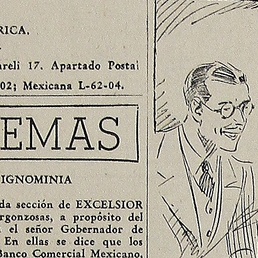 RICA.
areli 17. Apartado Postal
02; Mexicana L-62-04.
EMAS
IGNOMINIA
da sección de EXCELSIOR
rgonzosas, a propósito del
el señor Gobernador de
En ellas se dice que los
Banco Comercial Mexicano,